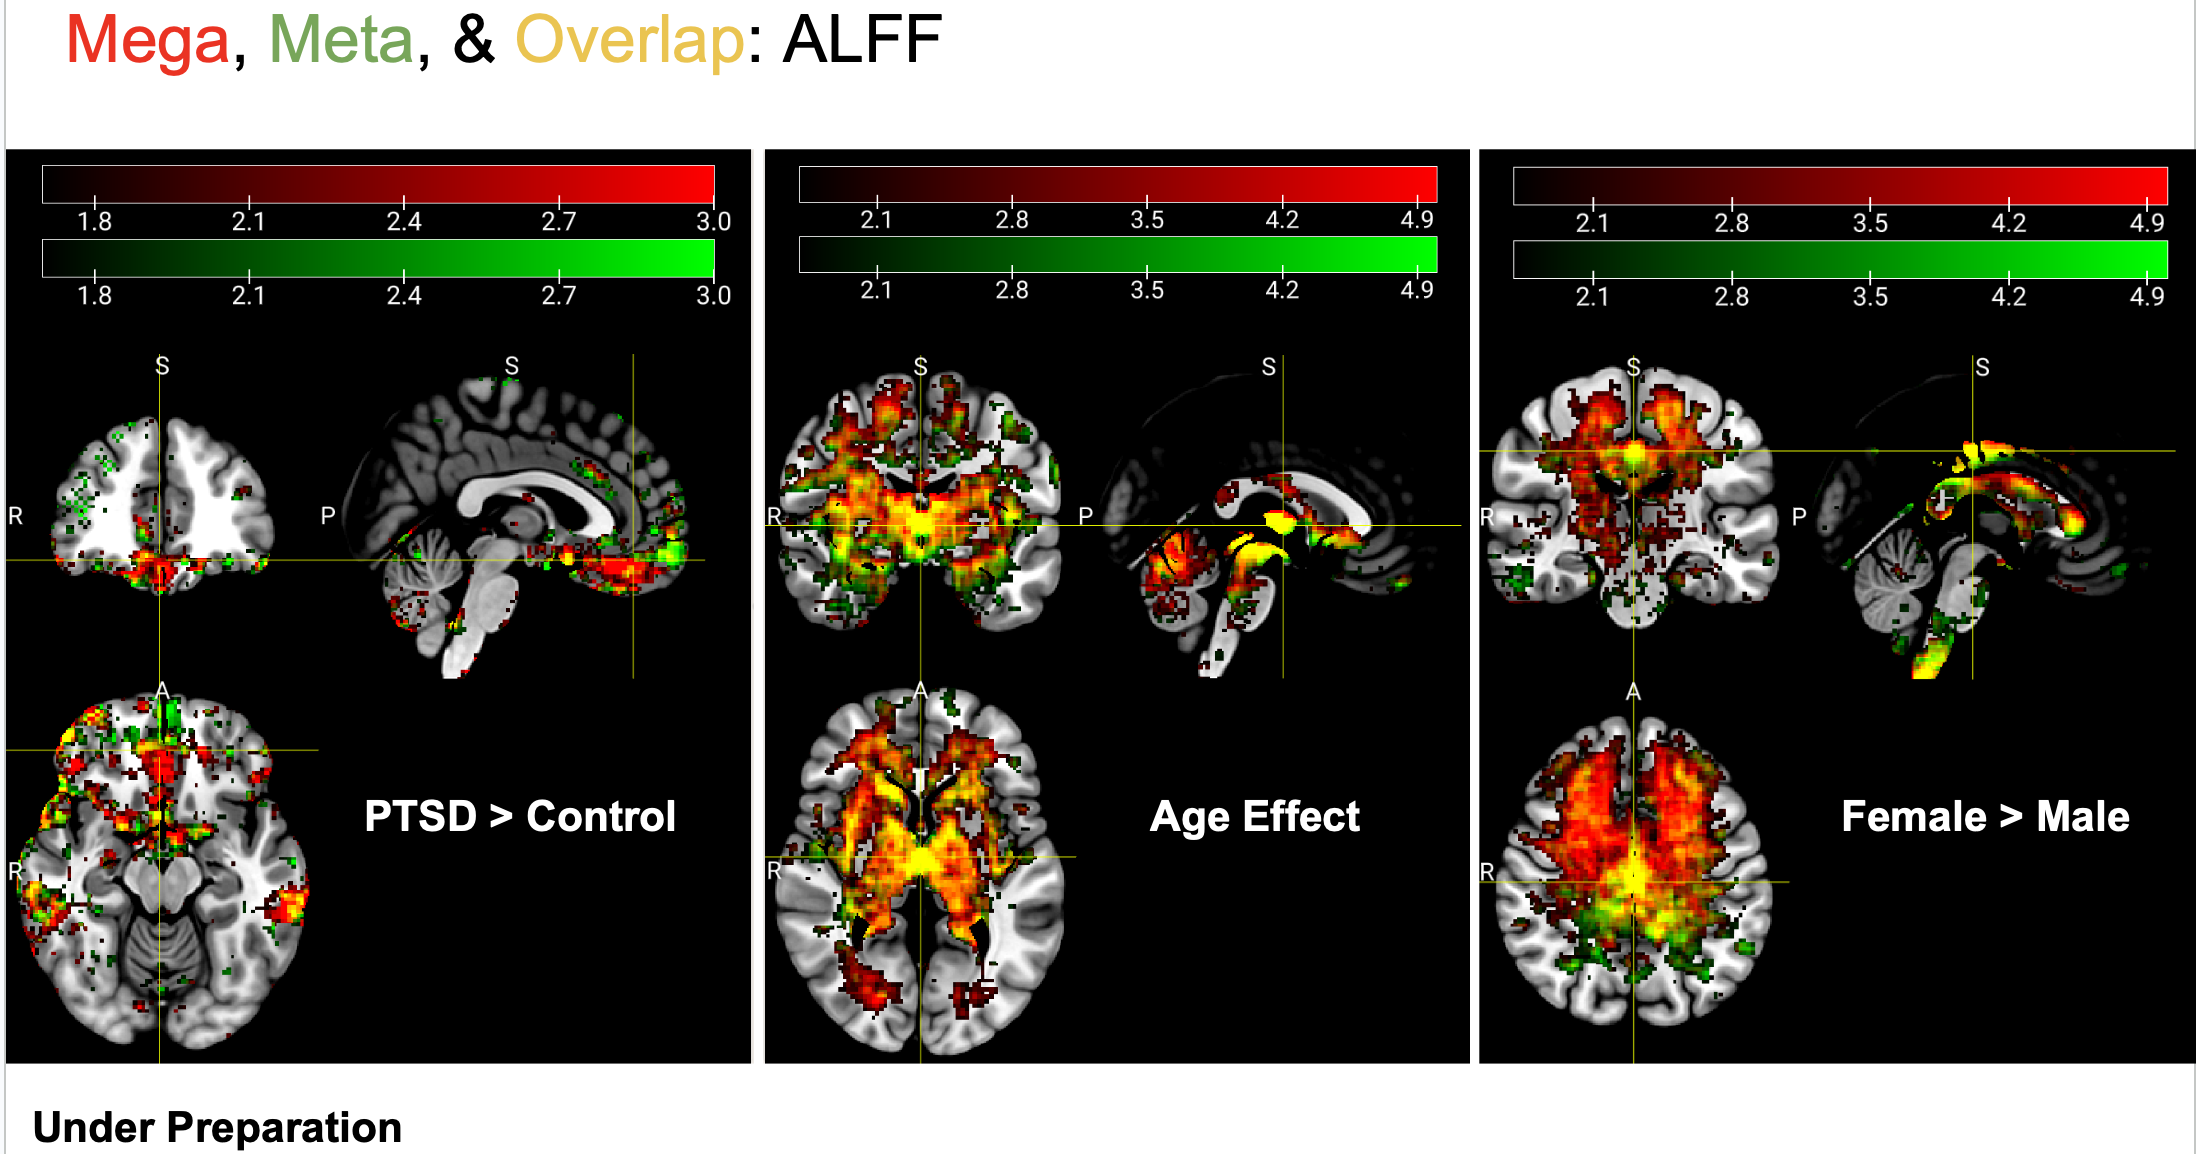 Mega, Meta, & Overlap: ALFF
1.8 2.1 2.4 2.7 3.0
1.8 2.1 2.4 2.7 3.0
S S
R P
A
R
PTSD > Control
2.1 2.8 3.5 4.2 4.9
2.1 2.8 3.5 4.2 4.9
S S
R P
A
R
Age Effect
2.1 2.8 3.5 4.2 4.9
2.1 2.8 3.5 4.2 4.9
S S
R P
A
R
Female > Male
Under Preparation